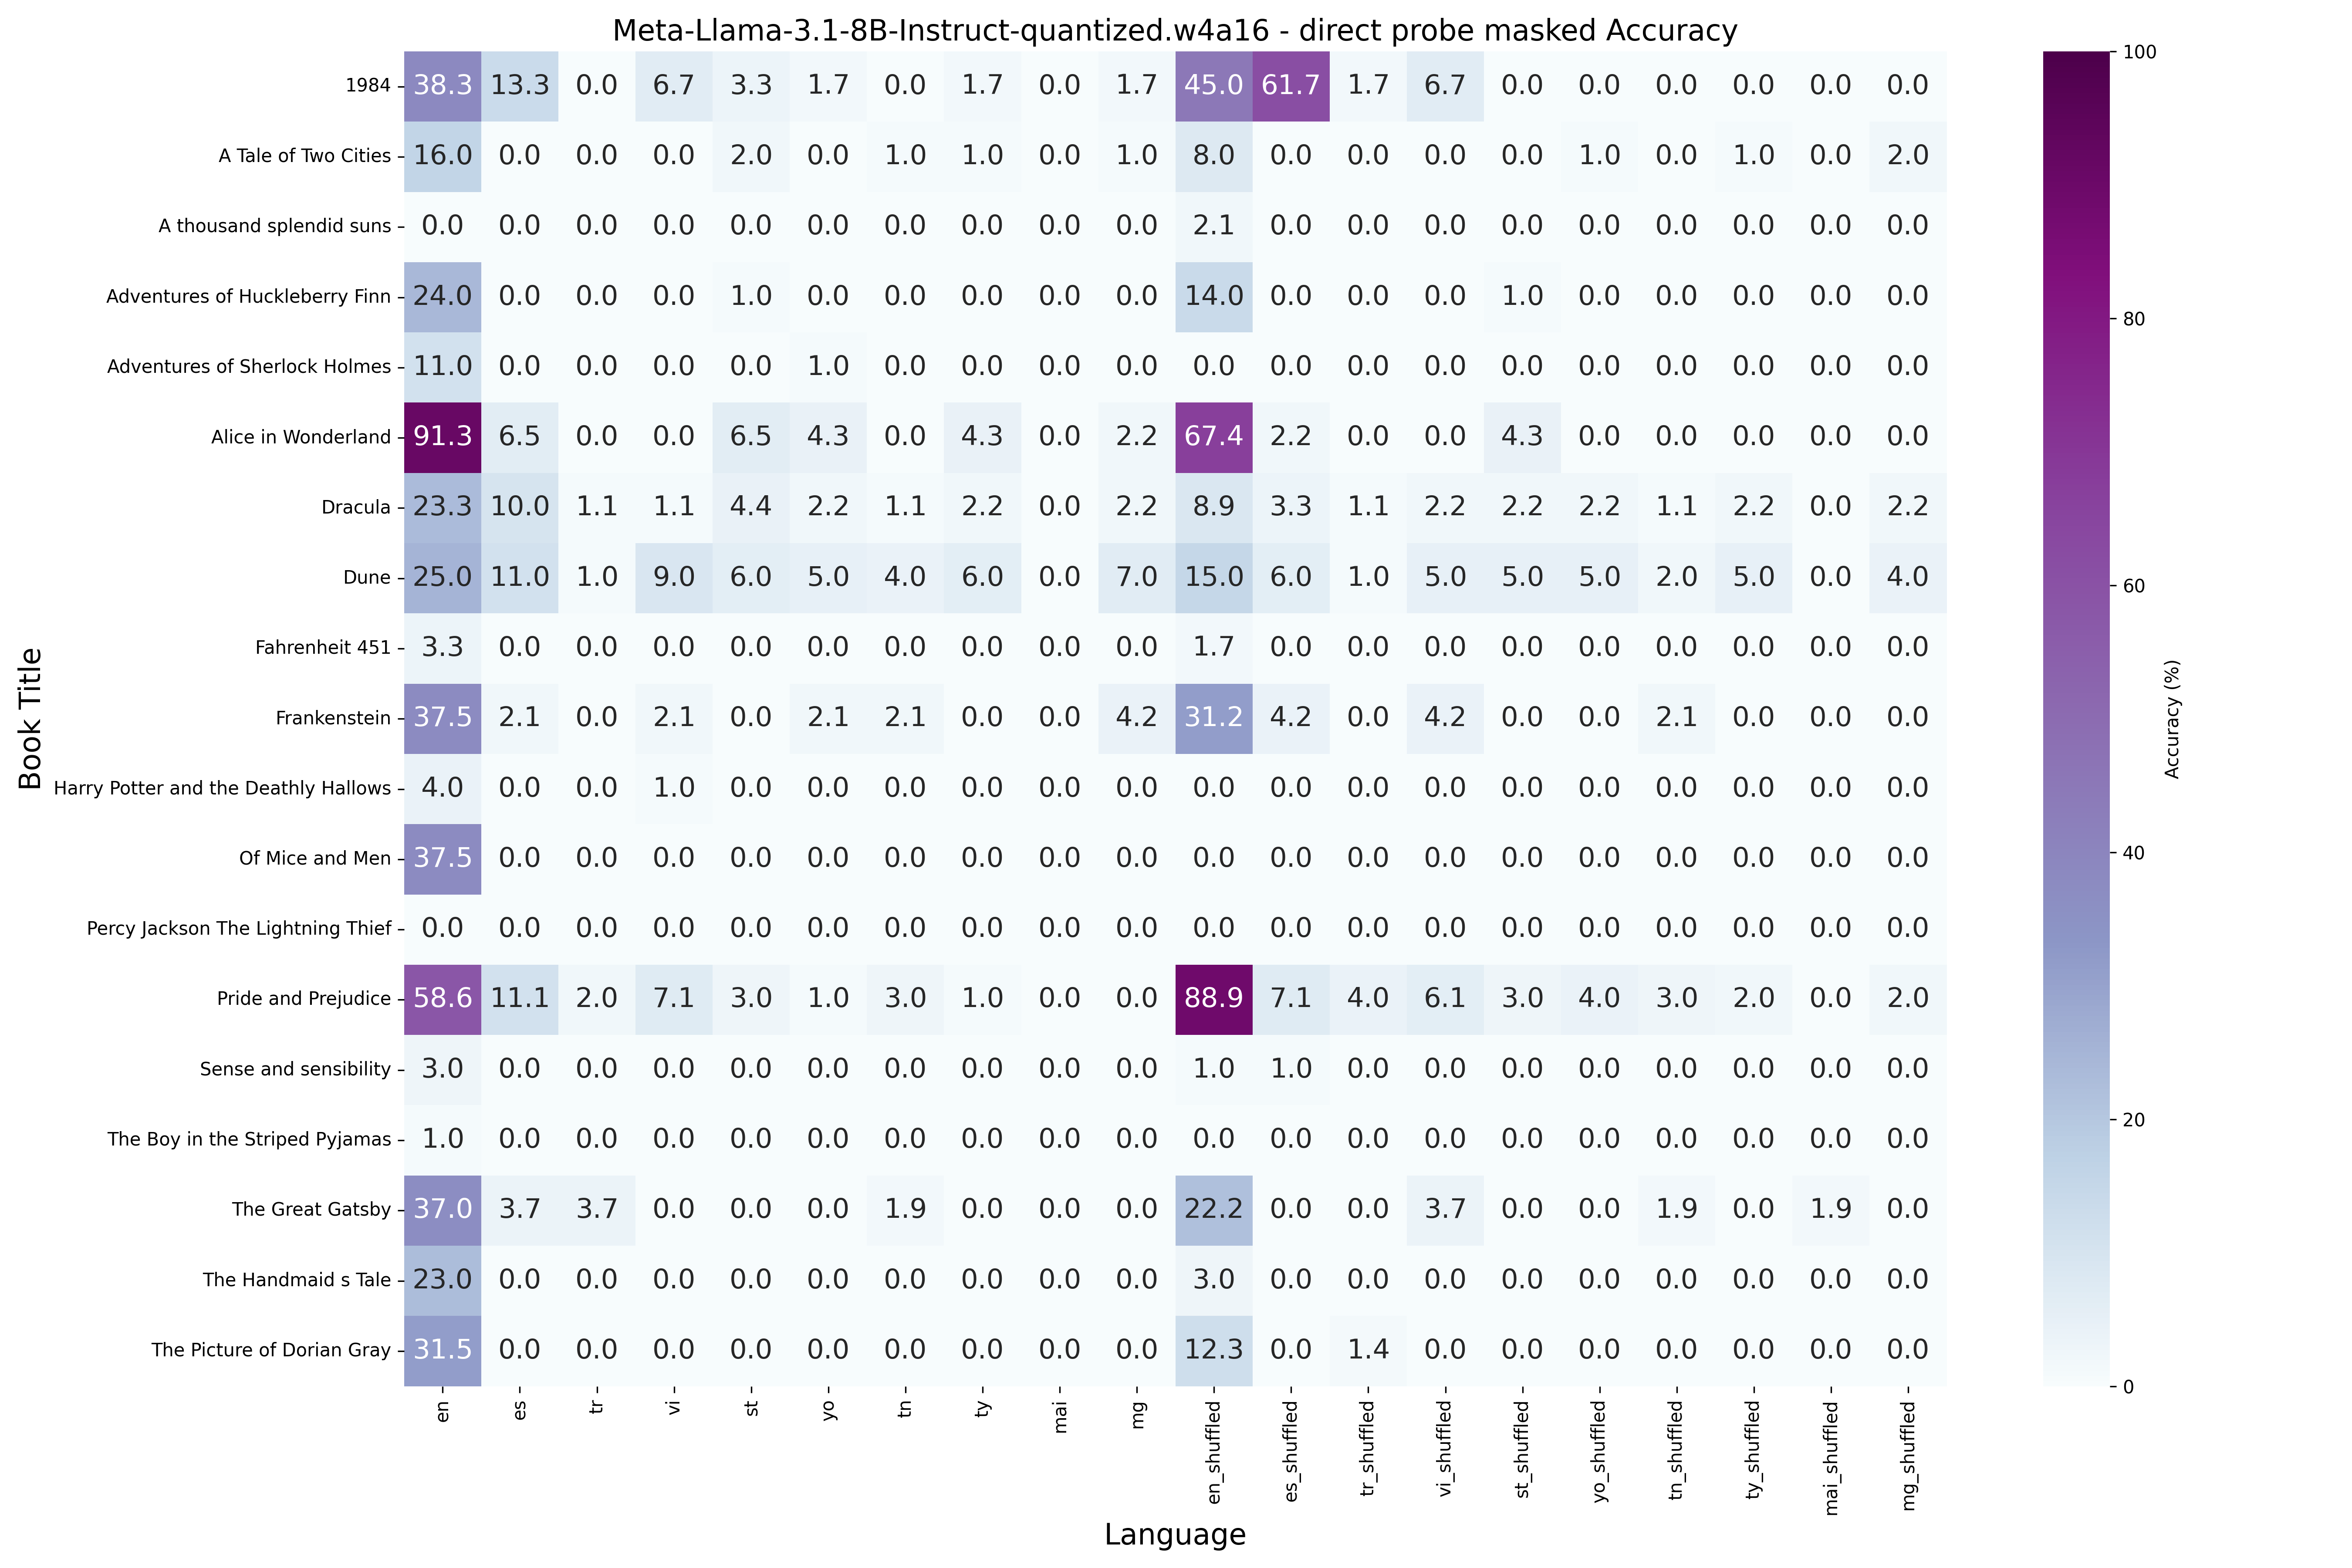 Meta-Llama-3.1-8B-Instruct-quantized.w4a16 - direct probe masked Accuracy
1984 38.3 13.3 0.0 6.7 3.3 1.7 0.0 1.7 0.0 1.7 45.0 61.7 1.7 6.7 0.0 0.0 0.0 0.0 0.0 0.0
A Tale of Two Cities 16.0 0.0 0.0 0.0 2.0 0.0 1.0 1.0 0.0 1.0 8.0 0.0 0.0 0.0 0.0 1.0 0.0 1.0 0.0 2.0
A thousand splendid suns 0.0 0.0 0.0 0.0 0.0 0.0 0.0 0.0 0.0 0.0 2.1 0.0 0.0 0.0 0.0 0.0 0.0 0.0 0.0 0.0
Adventures of Huckleberry Finn 24.0 0.0 0.0 0.0 1.0 0.0 0.0 0.0 0.0 0.0 14.0 0.0 0.0 0.0 1.0 0.0 0.0 0.0 0.0 0.0
Adventures of Sherlock Holmes 11.0 0.0 0.0 0.0 0.0 1.0 0.0 0.0 0.0 0.0 0.0 0.0 0.0 0.0 0.0 0.0 0.0 0.0 0.0 0.0
Alice in Wonderland 91.3 6.5 0.0 0.0 6.5 4.3 0.0 4.3 0.0 2.2 67.4 2.2 0.0 0.0 4.3 0.0 0.0 0.0 0.0 0.0
Dracula 23.3 10.0 1.1 1.1 4.4 2.2 1.1 2.2 0.0 2.2 8.9 3.3 1.1 2.2 2.2 2.2 1.1 2.2 0.0 2.2
Dune 25.0 11.0 1.0 9.0 6.0 5.0 4.0 6.0 0.0 7.0 15.0 6.0 1.0 5.0 5.0 5.0 2.0 5.0 0.0 4.0
Fahrenheit 451 3.3 0.0 0.0 0.0 0.0 0.0 0.0 0.0 0.0 0.0 1.7 0.0 0.0 0.0 0.0 0.0 0.0 0.0 0.0 0.0
Frankenstein 37.5 2.1 0.0 2.1 0.0 2.1 2.1 0.0 0.0 4.2 31.2 4.2 0.0 4.2 0.0 0.0 2.1 0.0 0.0 0.0
Harry Potter and the Deathly Hallows 4.0 0.0 0.0 1.0 0.0 0.0 0.0 0.0 0.0 0.0 0.0 0.0 0.0 0.0 0.0 0.0 0.0 0.0 0.0 0.0
Of Mice and Men 37.5 0.0 0.0 0.0 0.0 0.0 0.0 0.0 0.0 0.0 0.0 0.0 0.0 0.0 0.0 0.0 0.0 0.0 0.0 0.0
Percy Jackson The Lightning Thief 0.0 0.0 0.0 0.0 0.0 0.0 0.0 0.0 0.0 0.0 0.0 0.0 0.0 0.0 0.0 0.0 0.0 0.0 0.0 0.0
Pride and Prejudice 58.6 11.1 2.0 7.1 3.0 1.0 3.0 1.0 0.0 0.0 88.9 7.1 4.0 6.1 3.0 4.0 3.0 2.0 0.0 2.0
Sense and sensibility 3.0 0.0 0.0 0.0 0.0 0.0 0.0 0.0 0.0 0.0 1.0 1.0 0.0 0.0 0.0 0.0 0.0 0.0 0.0 0.0
The Boy in the Striped Pyjamas 1.0 0.0 0.0 0.0 0.0 0.0 0.0 0.0 0.0 0.0 0.0 0.0 0.0 0.0 0.0 0.0 0.0 0.0 0.0 0.0
The Great Gatsby 37.0 3.7 3.7 0.0 0.0 0.0 1.9 0.0 0.0 0.0 22.2 0.0 0.0 3.7 0.0 0.0 1.9 0.0 1.9 0.0
The Handmaid s Tale 23.0 0.0 0.0 0.0 0.0 0.0 0.0 0.0 0.0 0.0 3.0 0.0 0.0 0.0 0.0 0.0 0.0 0.0 0.0 0.0
The Picture of Dorian Gray 31.5 0.0 0.0 0.0 0.0 0.0 0.0 0.0 0.0 0.0 12.3 0.0 1.4 0.0 0.0 0.0 0.0 0.0 0.0 0.0
en es tr vi st yo tn ty mai mg en_shuffled es_shuffled tr_shuffled vi_shuffled st_shuffled yo_shuffled tn_shuffled ty_shuffled mai_shuffled mg_shuffled
Language
Book Title
100
80
60
40
20
0
Accuracy (%)